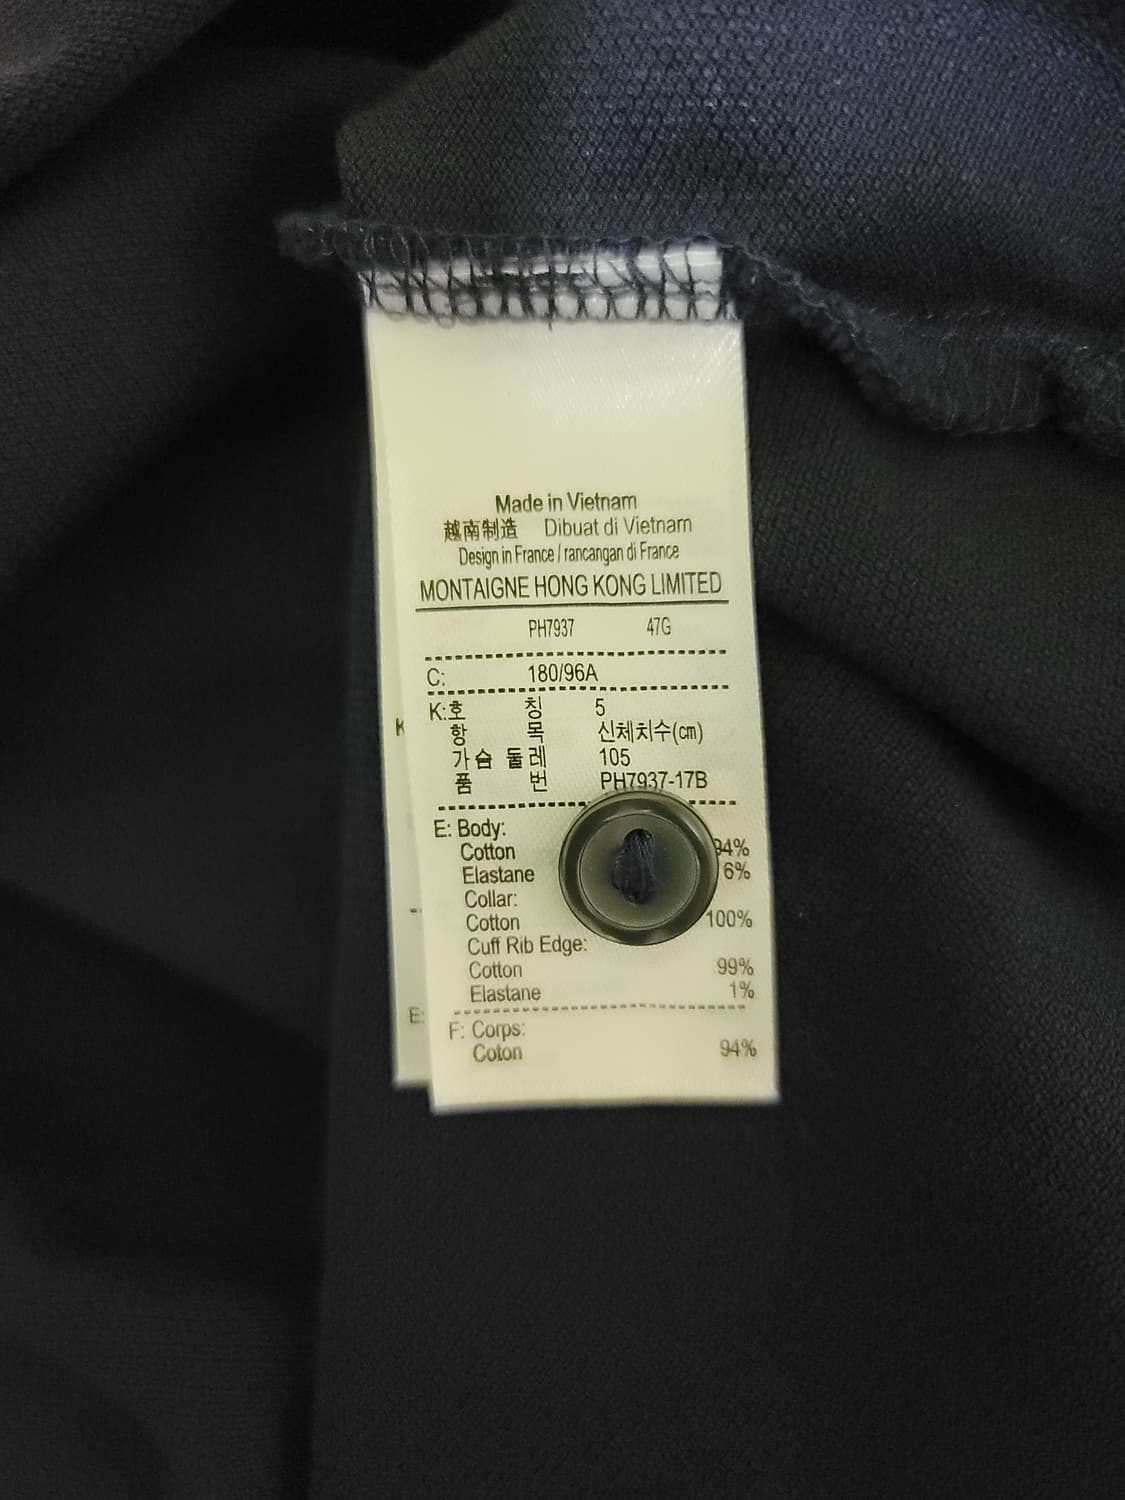 Made in Vietnam
越南制造 Dibuat di Vietnam
Design in France / rancangan di France
MONTAIGNE HONG KONG LIMITED
PH7937 47G
C: 180/96A
K:호 칭 5
항 목 신체치수(cm)
가슴 둘레 105
품 번 PH7937-17B
E: Body:
Cotton 94%
Elastane 6%
Collar:
Cotton 100%
Cuff Rib Edge:
Cotton 99%
Elastane 1%
F: Corps:
Coton 94%
K
E: